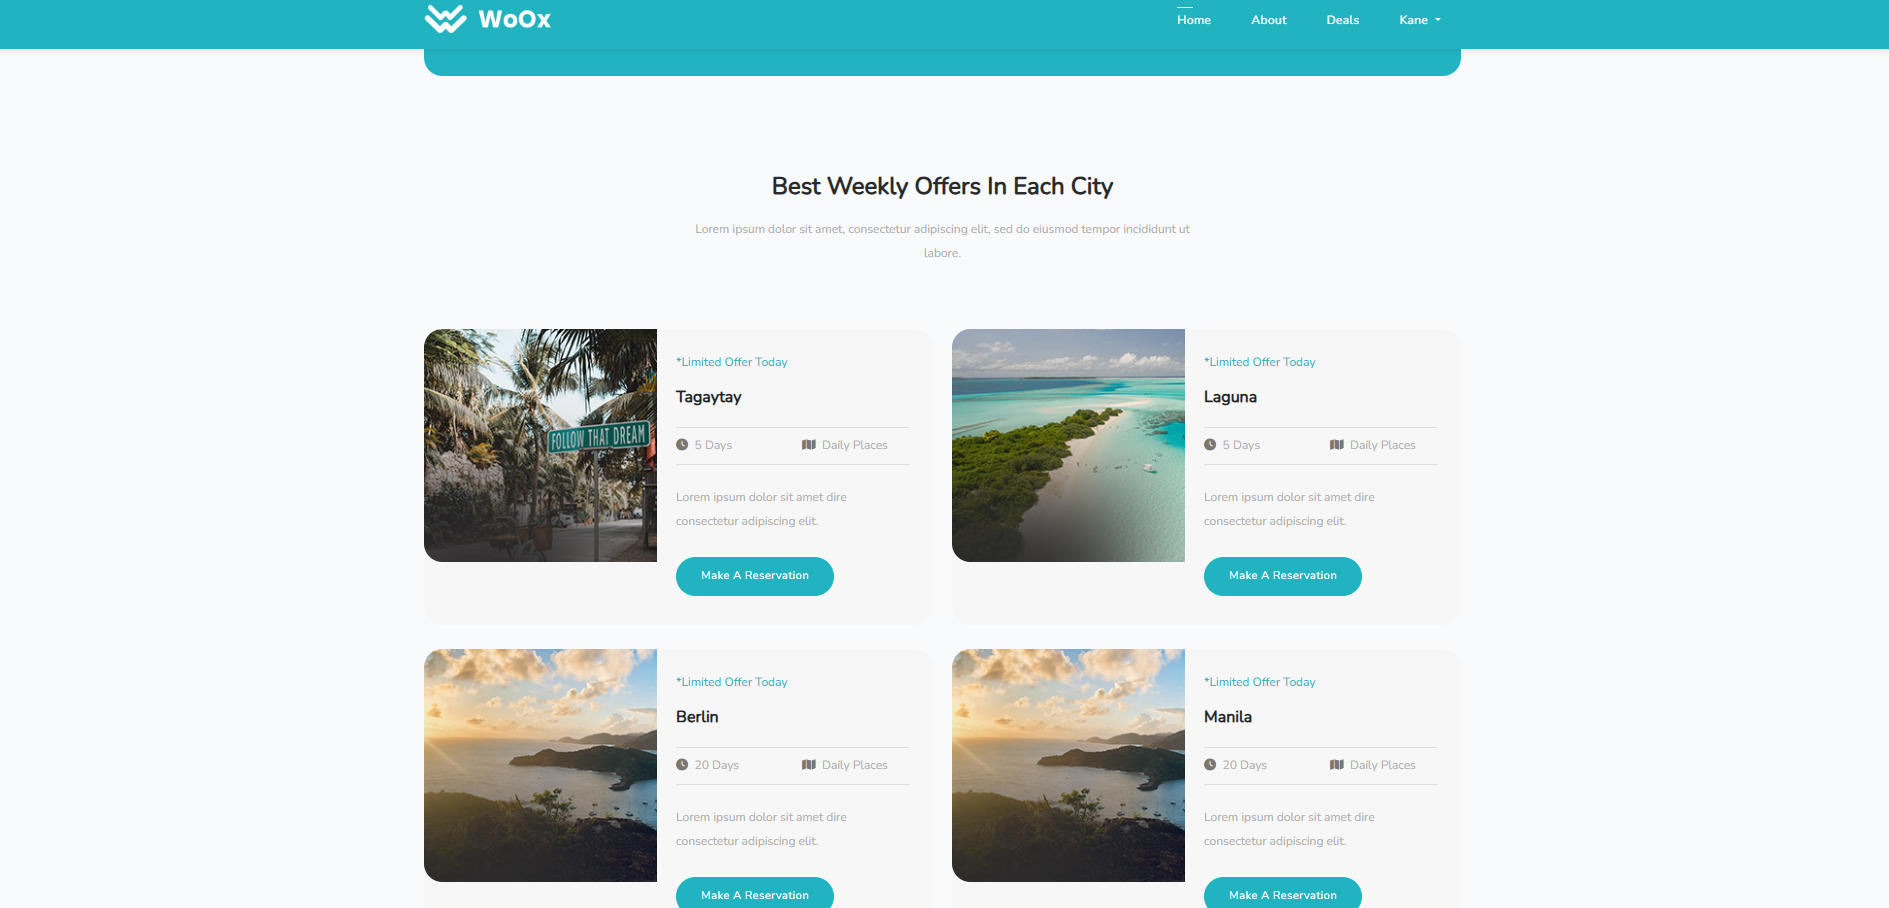 WoOx
Home
About
Deals
Kane
Best Weekly Offers In Each City
Lorem ipsum dolor sit amet, consectetur adipiscing elit, sed do eiusmod tempor incididunt ut
labore.
FOLLOW THAT DREAM
*Limited Offer Today
Tagaytay
5 Days
Daily Places
Lorem ipsum dolor sit amet dire
consectetur adipiscing elit.
Make A Reservation
*Limited Offer Today
Laguna
5 Days
Daily Places
Lorem ipsum dolor sit amet dire
consectetur adipiscing elit.
Make A Reservation
*Limited Offer Today
Berlin
20 Days
Daily Places
Lorem ipsum dolor sit amet dire
consectetur adipiscing elit.
Make A Reservation
*Limited Offer Today
Manila
20 Days
Daily Places
Lorem ipsum dolor sit amet dire
consectetur adipiscing elit.
Make A Reservation